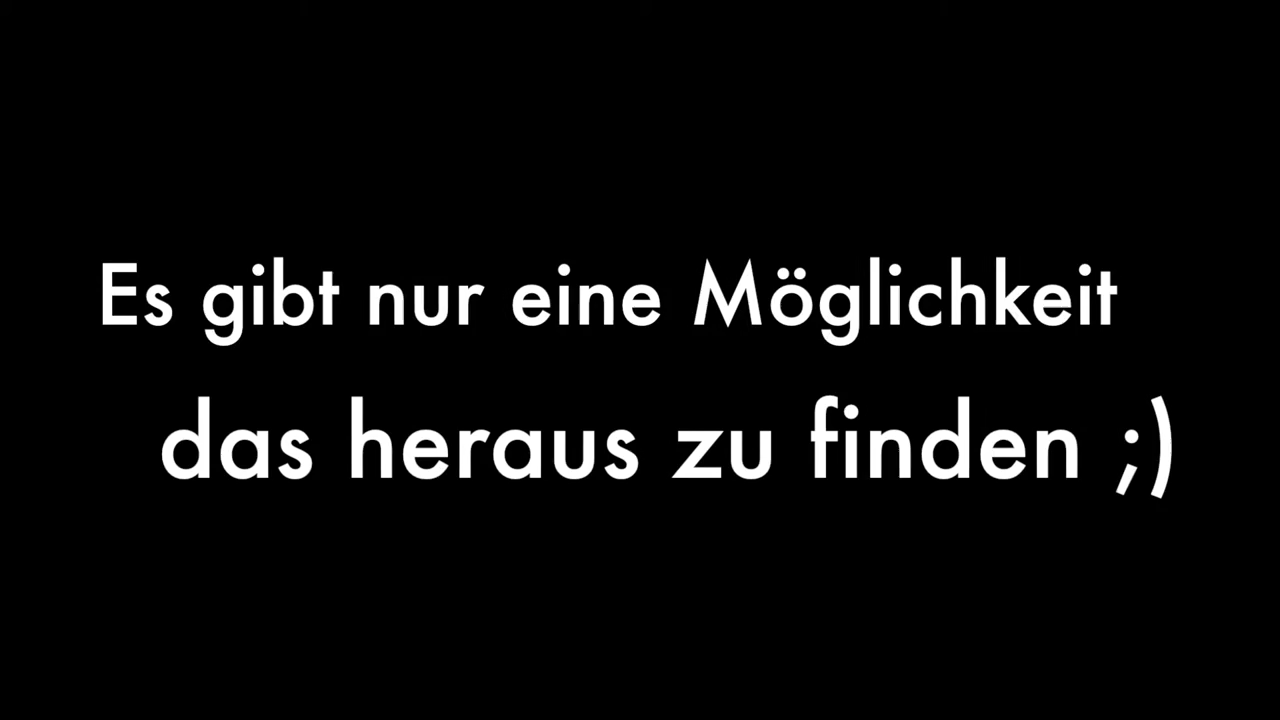 Es gibt nur eine Möglichkeit
das heraus zu finden ;)